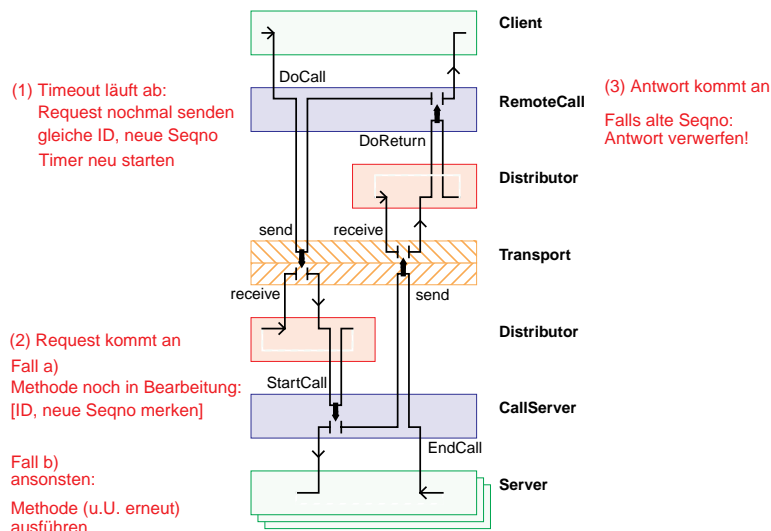 Client
DoCall
(1) Timeout läuft ab:
Request nochmal senden
gleiche ID, neue Seqno
Timer neu starten
RemoteCall
(3) Antwort kommt an
Falls alte Seqno:
Antwort verwerfen!
DoReturn
Distributor
send
receive
Transport
receive
send
(2) Request kommt an
Distributor
Fall a)
Methode noch in Bearbeitung:
[ID, neue Seqno merken]
StartCall
CallServer
EndCall
Fall b)
ansonsten:
Server
Methode (u.U. erneut)
ausführen